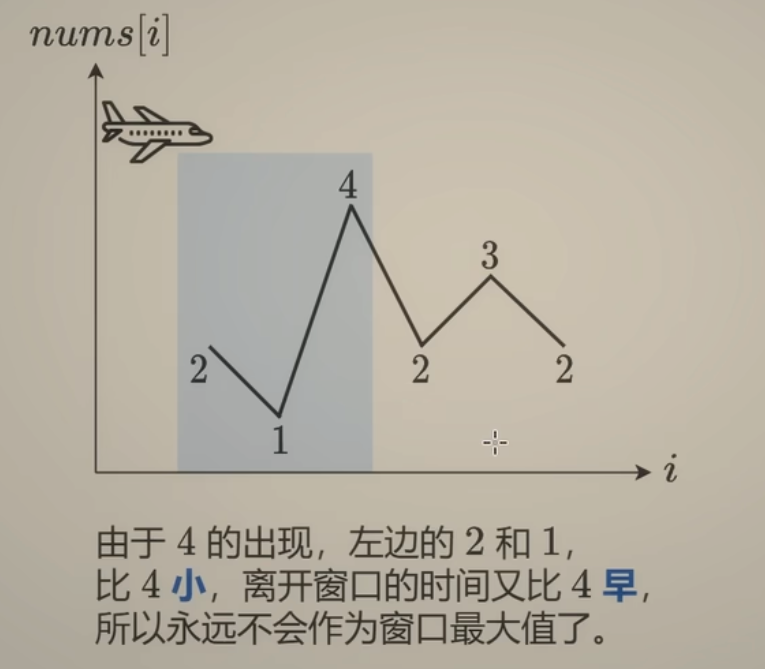 nums[i]
4
3
2
2
2
1
i
由于 4 的出现，左边的 2 和 1，
比 4 小，离开窗口的时间又比 4 早，
所以永远不会作为窗口最大值了。